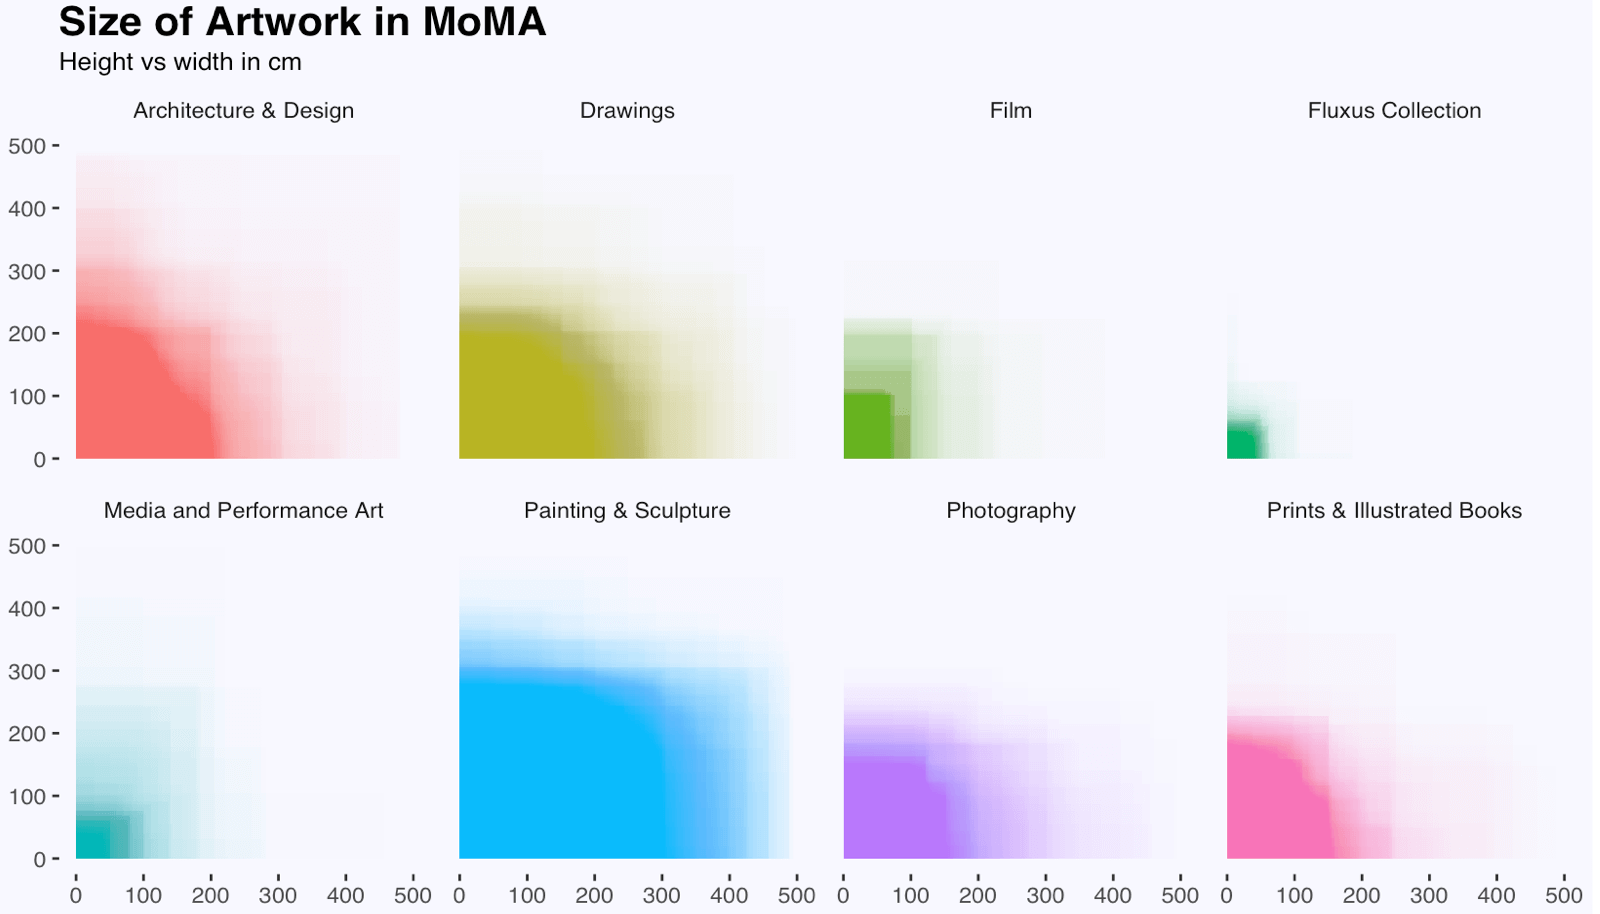 Size of Artwork in MoMA
Height vs width in cm
Architecture & Design
Drawings
Film
Fluxus Collection
500
400
300
200
100
0
Media and Performance Art
Painting & Sculpture
Photography
Prints & Illustrated Books
500
400
300
200
100
0
0 100 200 300 400 500
0 100 200 300 400 500
0 100 200 300 400 500
0 100 200 300 400 500